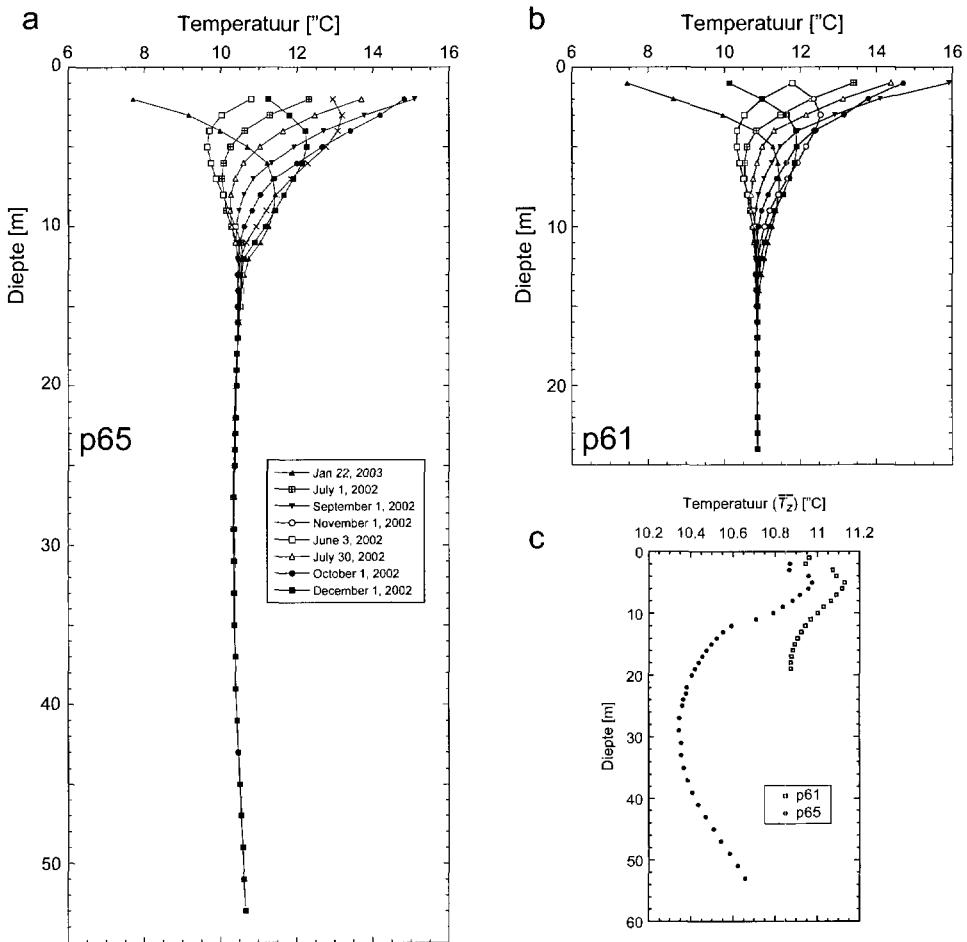 a
Temperatuur [°C]
6 8 10 12 14 16
0
10
20
30
40
50
Diepte [m]
p65
Jan 22, 2003
July 1, 2002
September 1, 2002
November 1, 2002
June 3, 2002
July 30, 2002
October 1, 2002
December 1, 2002
b
Temperatuur [°C]
6 8 10 12 14 16
0
10
20
Diepte [m]
p61
c
Temperatuur (T_z) [°C]
10.2 10.4 10.6 10.8 11 11.2
0
10
20
30
40
50
60
Diepte [m]
p61
p65